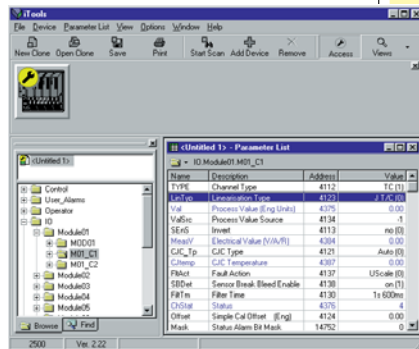 iTools
File Device Parameter List View Options Window Help
New Clone Open Clone Save Print Start Scan Add Device Remove Access Views
<Untitled 1>
Control
User_Alarms
Operator
IO
Module01
MOD01
M01_C1
M01_C2
Module02
Module03
Module04
Module05
Browse Find
<Untitled 1> - Parameter List
IO.Module01.M01_C1
Name Description Address Value
TYPE Channel Type 4112 TC (1)
LinTyp Linearisation Type 4123 J T/C (0)
Val Process Value (Eng Units) 4375 0.00
ValSrc Process Value Source 4134 -1
SEnS Invert 4113 no (0)
MeasV Electrical Value (V/A/R) 4384 0.00
CJC_Tp CJC Type 4121 Auto (0)
CJtemp CJC Temperature 4387 0.00
FltAct Fault Action 4137 UScale (0)
SBDet Sensor Break Bleed Enable 4138 on (1)
FiltTm Filter Time 4130 1s 600ms
ChStat Status 4376 4
Offset Simple Cal Offset (Eng) 4124 0.00
Mask Status Alarm Bit Mask 14752 0
2500 Ver. 2.22